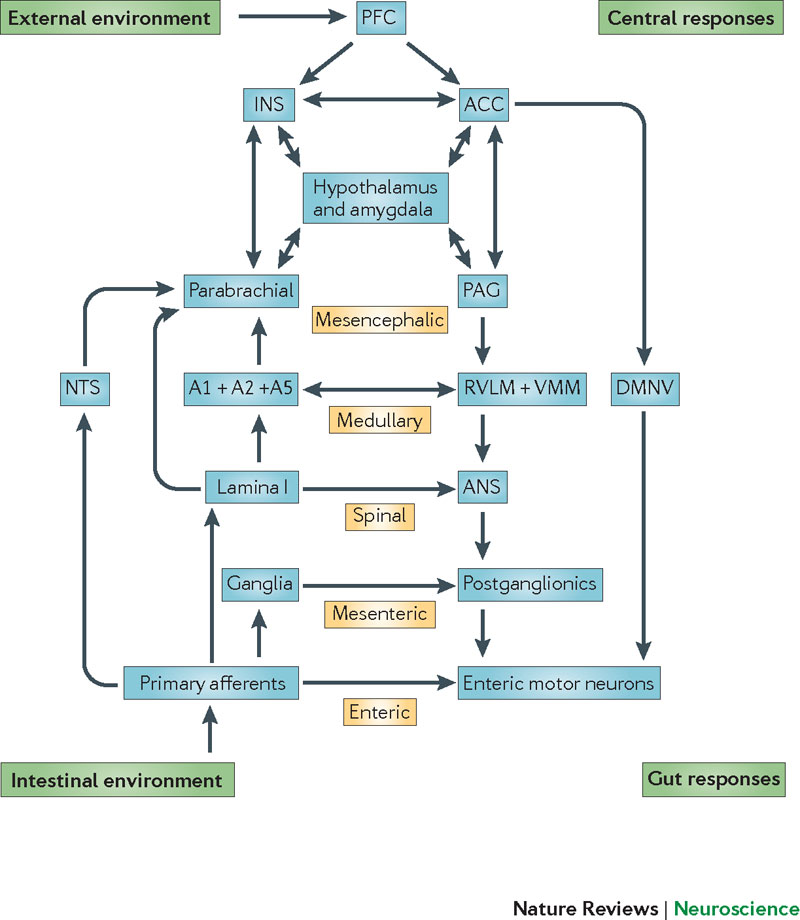 External environment
PFC
Central responses
INS
ACC
Hypothalamus
and amygdala
Parabrachial
PAG
Mesencephalic
NTS
A1 + A2 +A5
RVLM + VMM
DMNV
Medullary
Lamina I
ANS
Spinal
Ganglia
Postganglionics
Mesenteric
Primary afferents
Enteric motor neurons
Enteric
Intestinal environment
Gut responses
Nature Reviews | Neuroscience